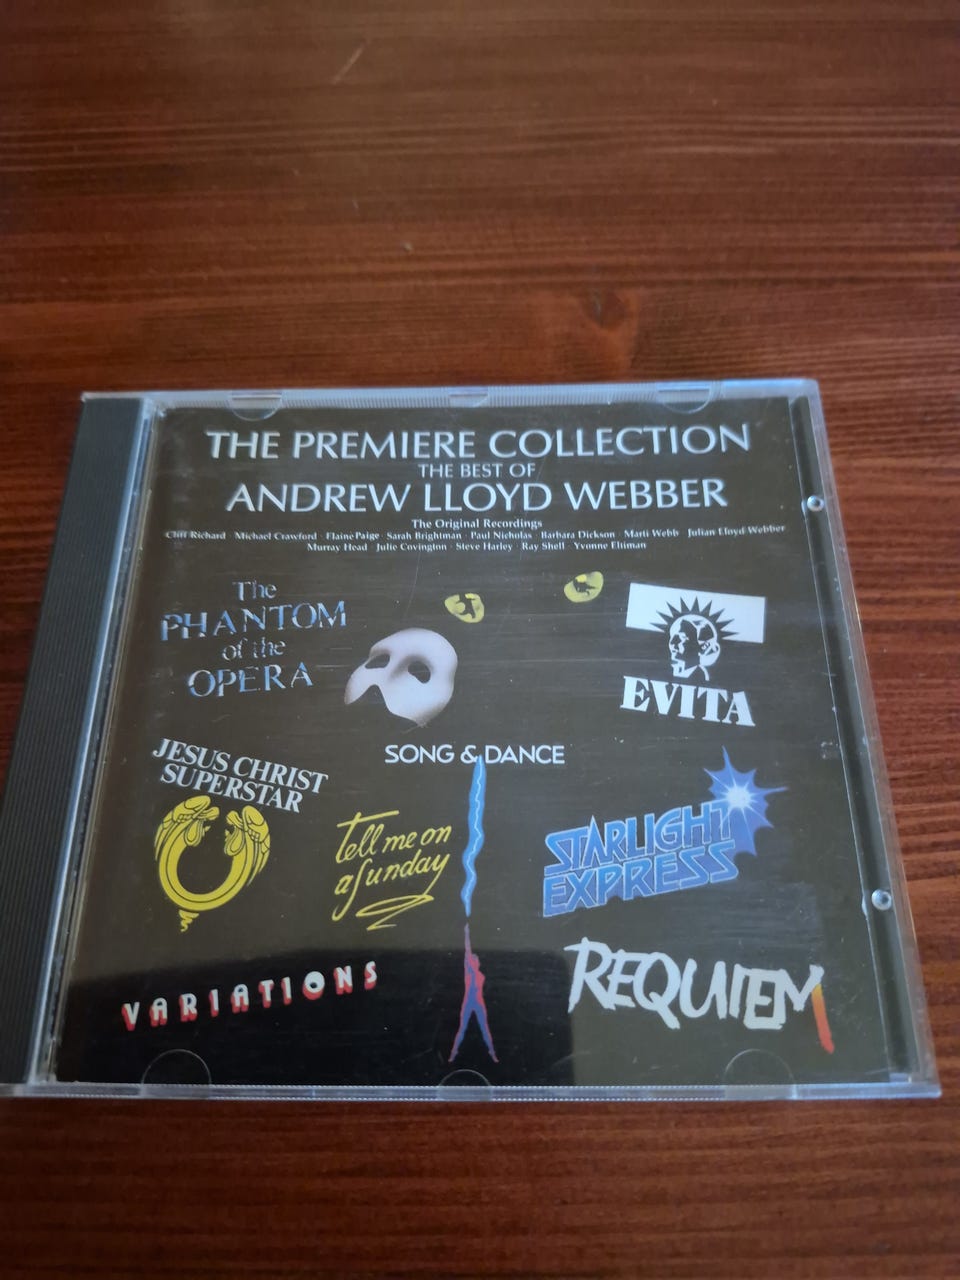 THE PREMIERE COLLECTION
THE BEST OF
ANDREW LLOYD WEBBER
The Original Recordings
Cliff Richard · Michael Crawford · Elaine Paige · Sarah Brightman · Paul Nicholas · Barbara Dickson · Marti Webb · Julian Lloyd Webber
Murray Head · Julie Covington · Steve Harley · Ray Shell · Yvonne Elliman
The
PHANTOM
of the
OPERA
EVITA
JESUS CHRIST
SUPERSTAR
SONG & DANCE
tell me on
a Sunday
STARLIGHT
EXPRESS
VARIATIONS
REQUIEM